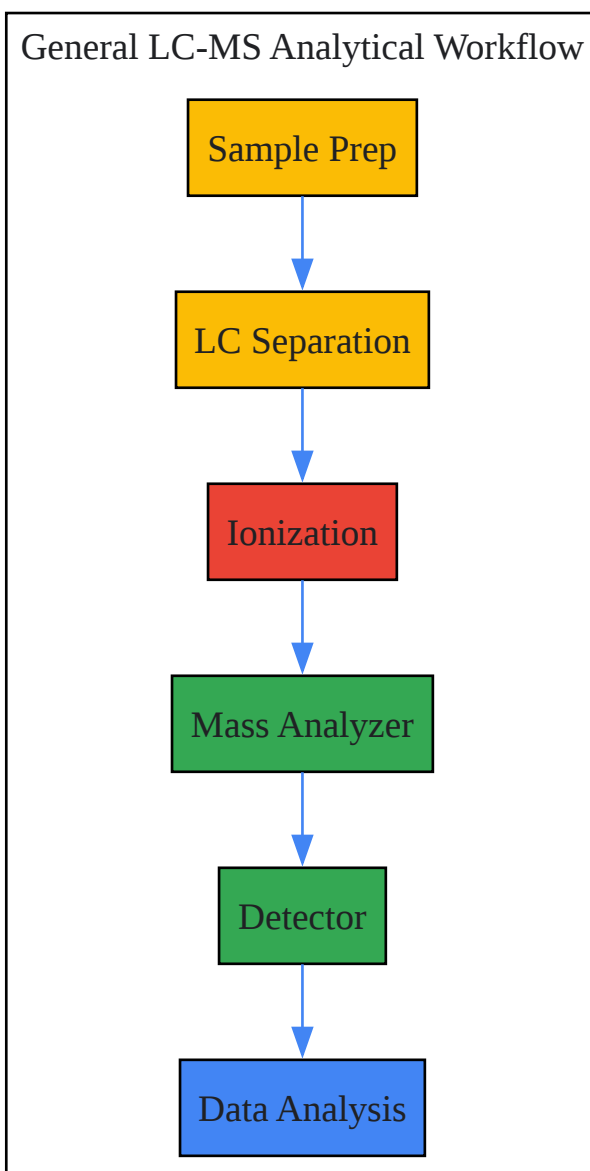 General LC-MS Analytical Workflow
Sample Prep
LC Separation
Ionization
Mass Analyzer
Detector
Data Analysis